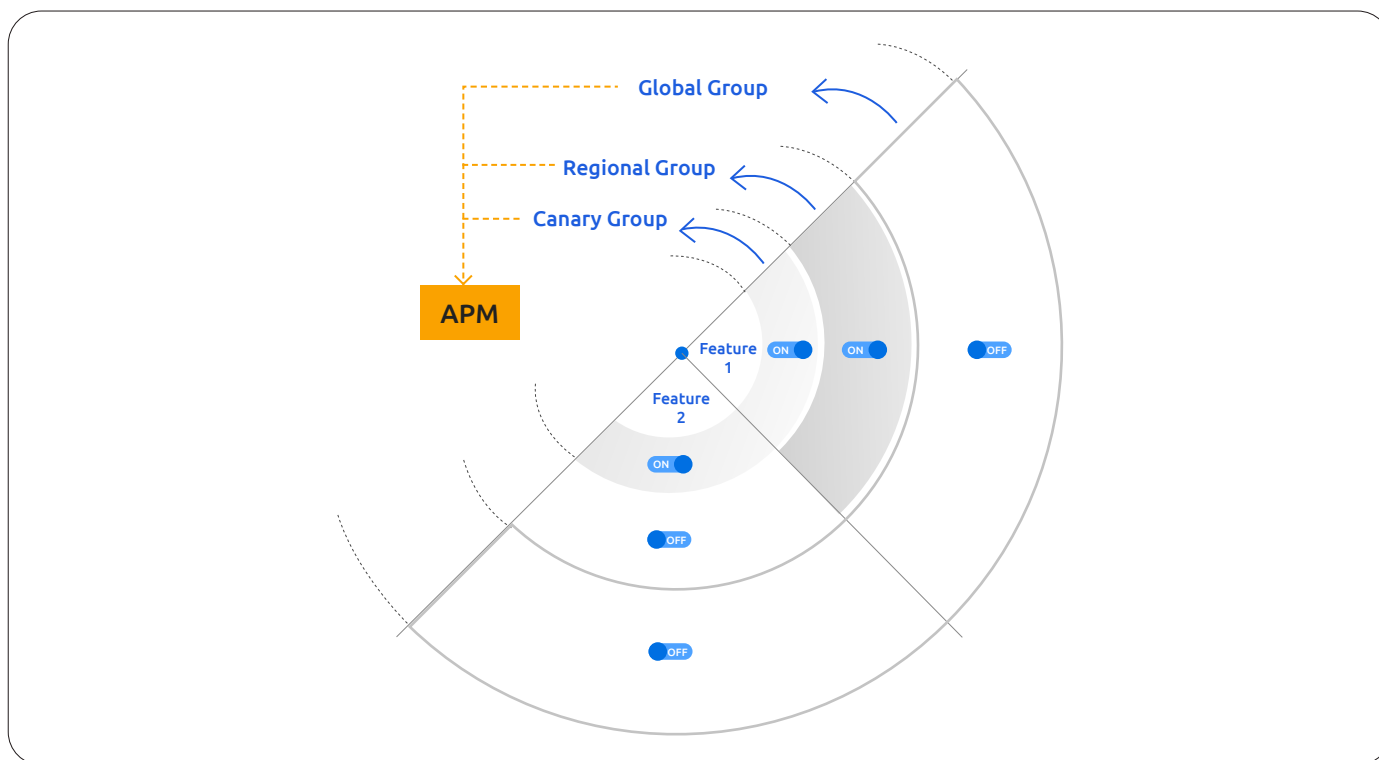 Global Group
Regional Group
Canary Group
APM
Feature
1
ON
ON
OFF
Feature
2
ON
OFF
OFF